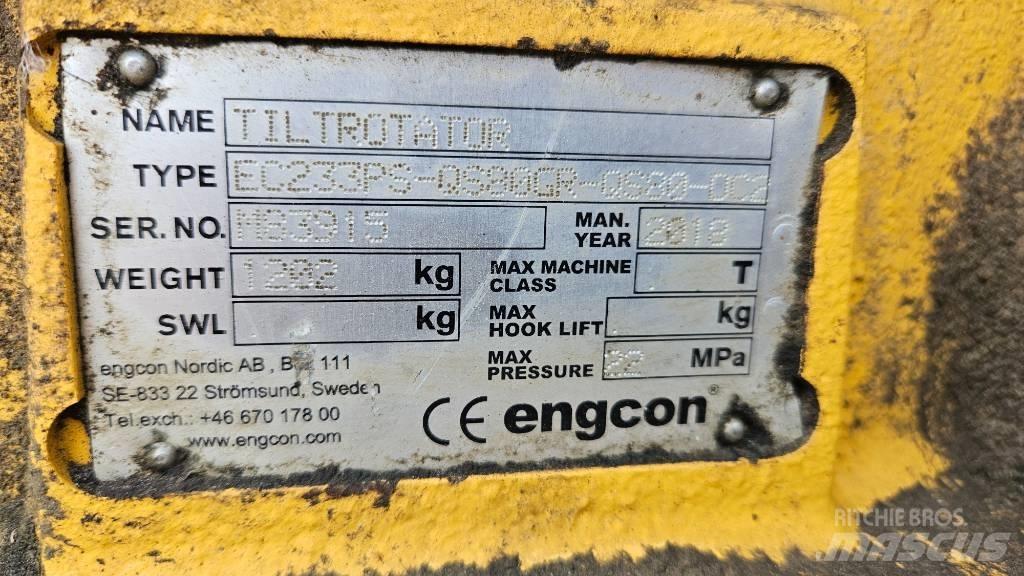 NAME TILTROTATOR
TYPE EC233PS-QS80GR-QS80-OC2
SER. NO. M83915 MAN. YEAR 2018
WEIGHT 1202 kg MAX MACHINE CLASS T
SWL kg MAX HOOK LIFT kg
MAX PRESSURE 22 MPa
engcon Nordic AB, Box 111
SE-833 22 Strömsund, Sweden
Tel.exch.: +46 670 178 00
www.engcon.com
CE engcon®
RITCHIE BROS.
mascus